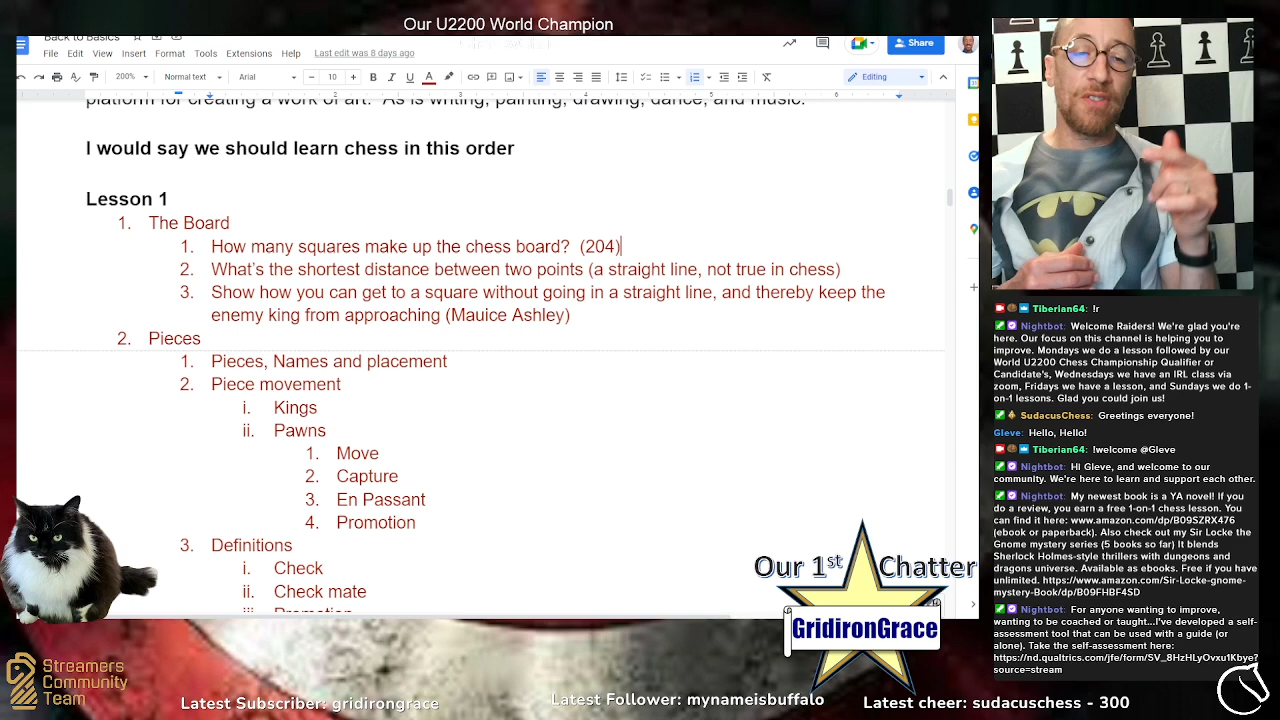 Our U2200 World Champion
Back to Basics
File Edit View Insert Format Tools Extensions Help Last edit was 8 days ago
Share
200% Normal text Arial 10 B I U A Editing
2 3 4 5 6
platform for creating a work of art. As is writing, painting, drawing, dance, and music.
I would say we should learn chess in this order
Lesson 1
1. The Board
1. How many squares make up the chess board? (204)
2. What's the shortest distance between two points (a straight line, not true in chess)
3. Show how you can get to a square without going in a straight line, and thereby keep the
enemy king from approaching (Mauice Ashley)
2. Pieces
1. Pieces, Names and placement
2. Piece movement
i. Kings
ii. Pawns
1. Move
2. Capture
3. En Passant
4. Promotion
3. Definitions
i. Check
ii. Check mate
iii. Promotion
Our 1st Chatter
GridironGrace
Tiberian64: !r
Nightbot: Welcome Raiders! We're glad you're
here. Our focus on this channel is helping you to
improve. Mondays we do a lesson followed by our
World U2200 Chess Championship Qualifier or
Candidate's, Wednesdays we have an IRL class via
zoom, Fridays we have a lesson, and Sundays we do 1-
on-1 lessons. Glad you could join us!
SudacusChess: Greetings everyone!
Gleve: Hello, Hello!
Tiberian64: !welcome @Gleve
Nightbot: Hi Gleve, and welcome to our
community. We're here to learn and support each other.
Nightbot: My newest book is a YA novel! If you
do a review, you earn a free 1-on-1 chess lesson. You
can find it here: www.amazon.com/dp/B09SZRX476
(ebook or paperback). Also check out my Sir Locke the
Gnome mystery series (5 books so far) It blends
Sherlock Holmes-style thrillers with dungeons and
dragons universe. Available as ebooks. Free if you have
unlimited. https://www.amazon.com/Sir-Locke-gnome-
mystery-Book/dp/B09FHBF4SD
Nightbot: For anyone wanting to improve,
wanting to be coached or taught...I've developed a self-
assessment tool that can be used with a guide (or
alone). Take the self-assessment here:
https://nd.qualtrics.com/jfe/form/SV_8HzHLyOvxu1Kbye?
source=stream
Streamers
Community
Team
Latest Subscriber: gridirongrace
Latest Follower: mynameisbuffalo
Latest cheer: sudacuschess - 300